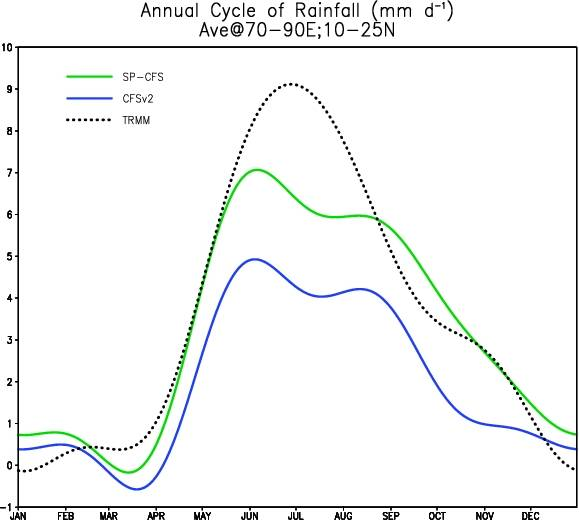 Annual Cycle of Rainfall (mm d⁻¹)
Ave@70−90E;10−25N
10
SP−CFS
9
CFSv2
TRMM
8
7
6
5
4
3
2
1
0
−1
JAN FEB MAR APR MAY JUN JUL AUG SEP OCT NOV DEC